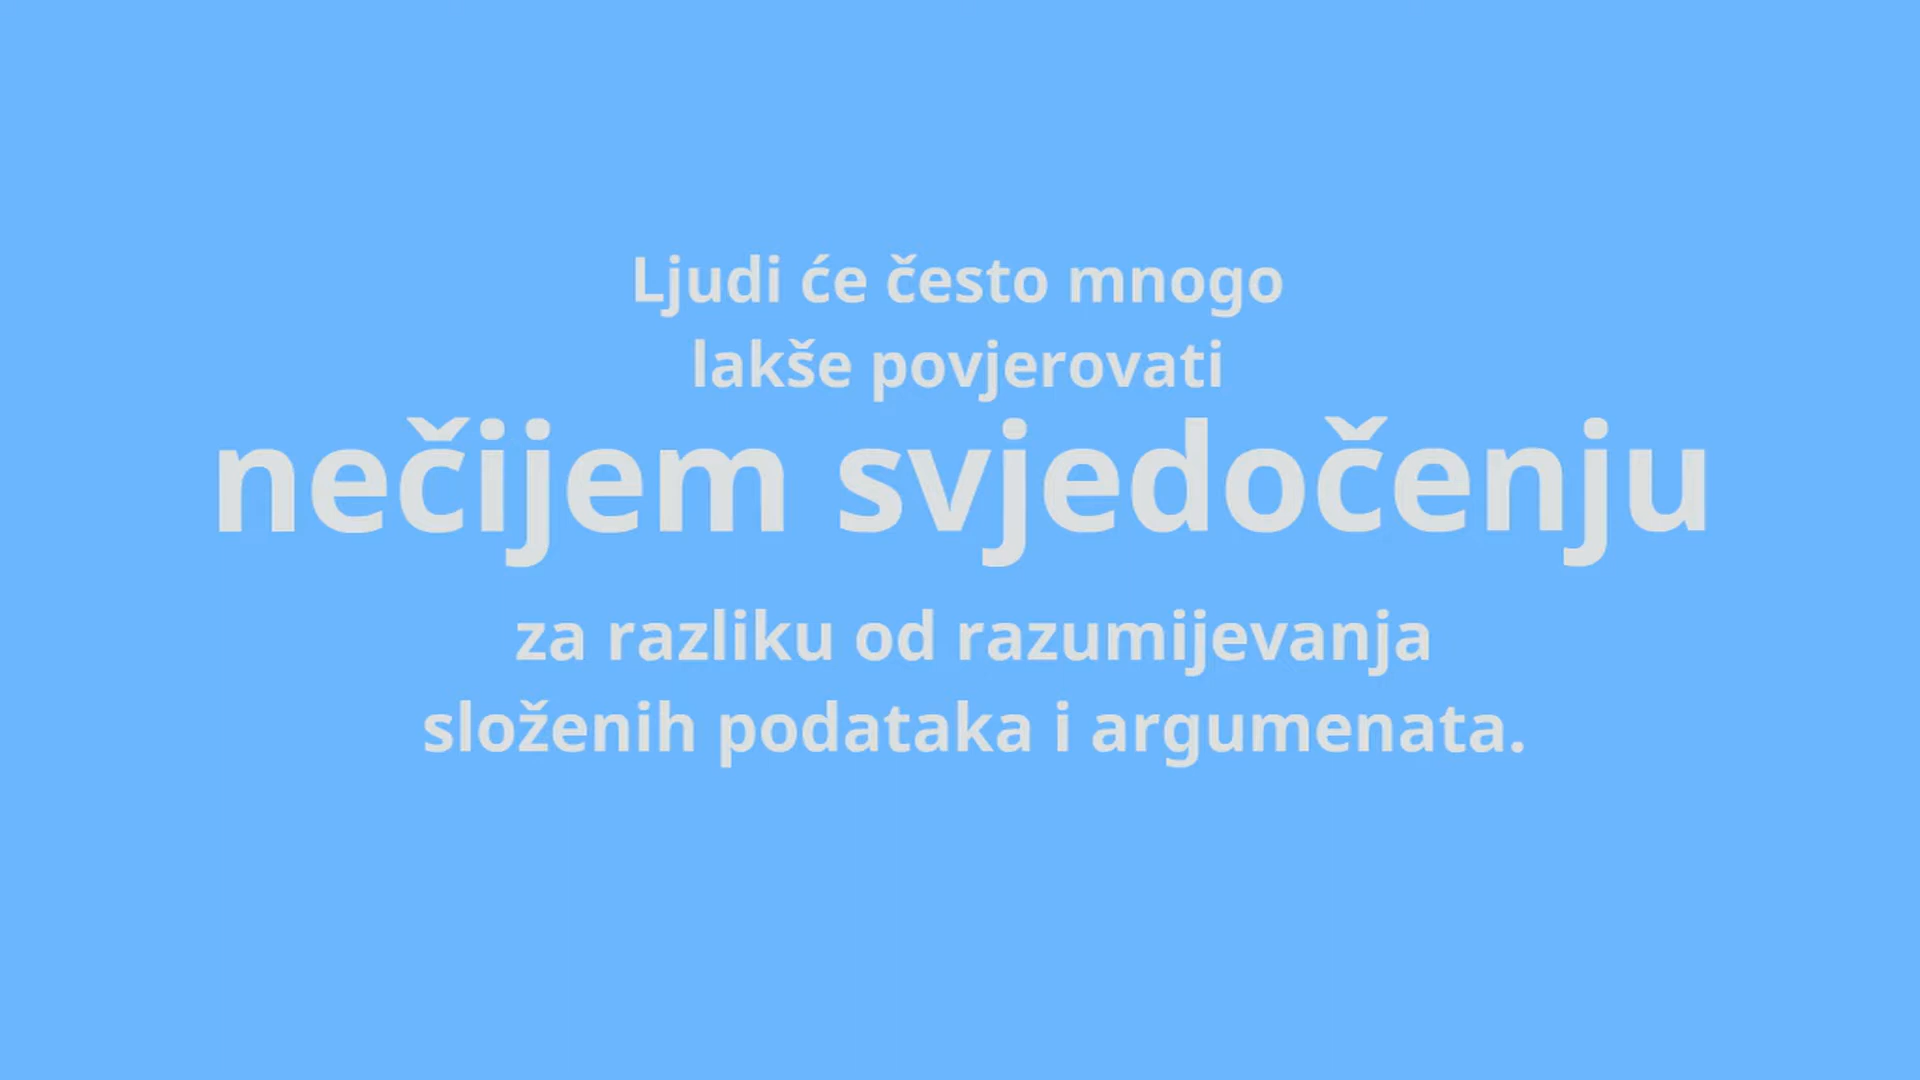 Ljudi će često mnogo
lakše povjerovati
nečijem svjedočenju
za razliku od razumijevanja
složenih podataka i argumenata.